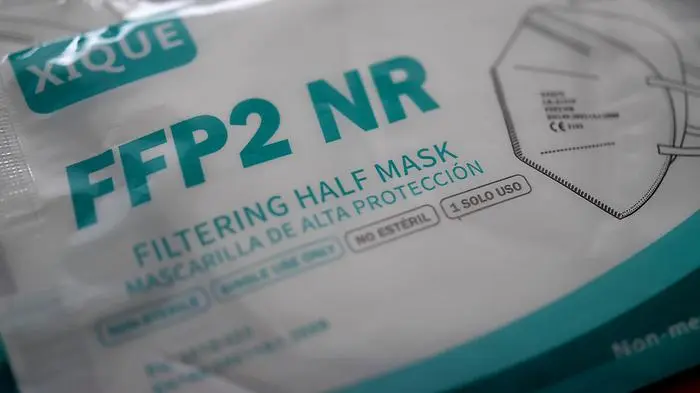 XIQUE
FFP2 NR
FILTERING HALF MASK
MASCARILLA DE ALTA PROTECCIÓN
NON STERILE SINGLE USE ONLY NO ESTÉRIL 1 SOLO USO
CE
Non-me